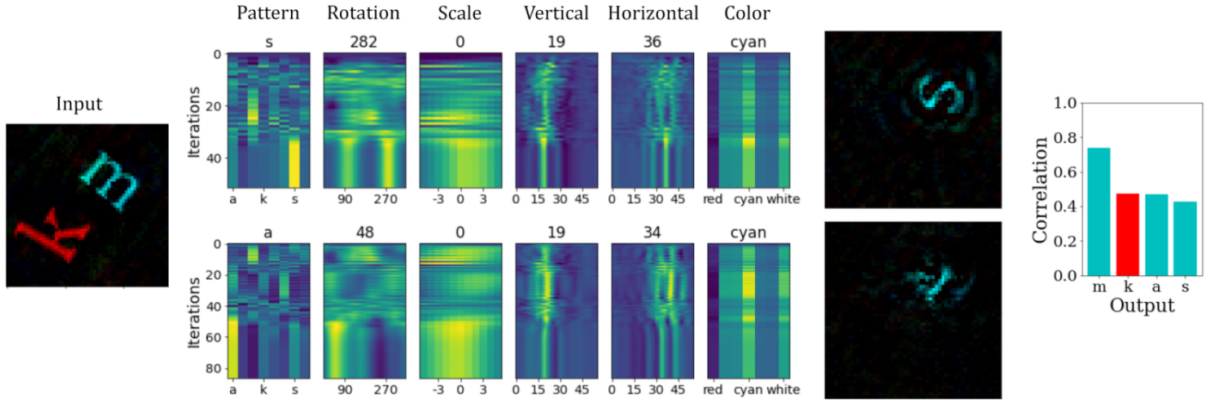 Pattern Rotation Scale Vertical Horizontal Color
s 282 0 19 36 cyan
Iterations
0
20
40
a k s 90 270 -3 0 3 0 15 30 45 0 15 30 45 red cyan white
Input
m
k
s
a 48 0 19 34 cyan
Iterations
0
20
40
60
80
a k s 90 270 -3 0 3 0 15 30 45 0 15 30 45 red cyan white
Correlation
1.0
0.8
0.6
0.4
0.2
0.0
m k a s
Output